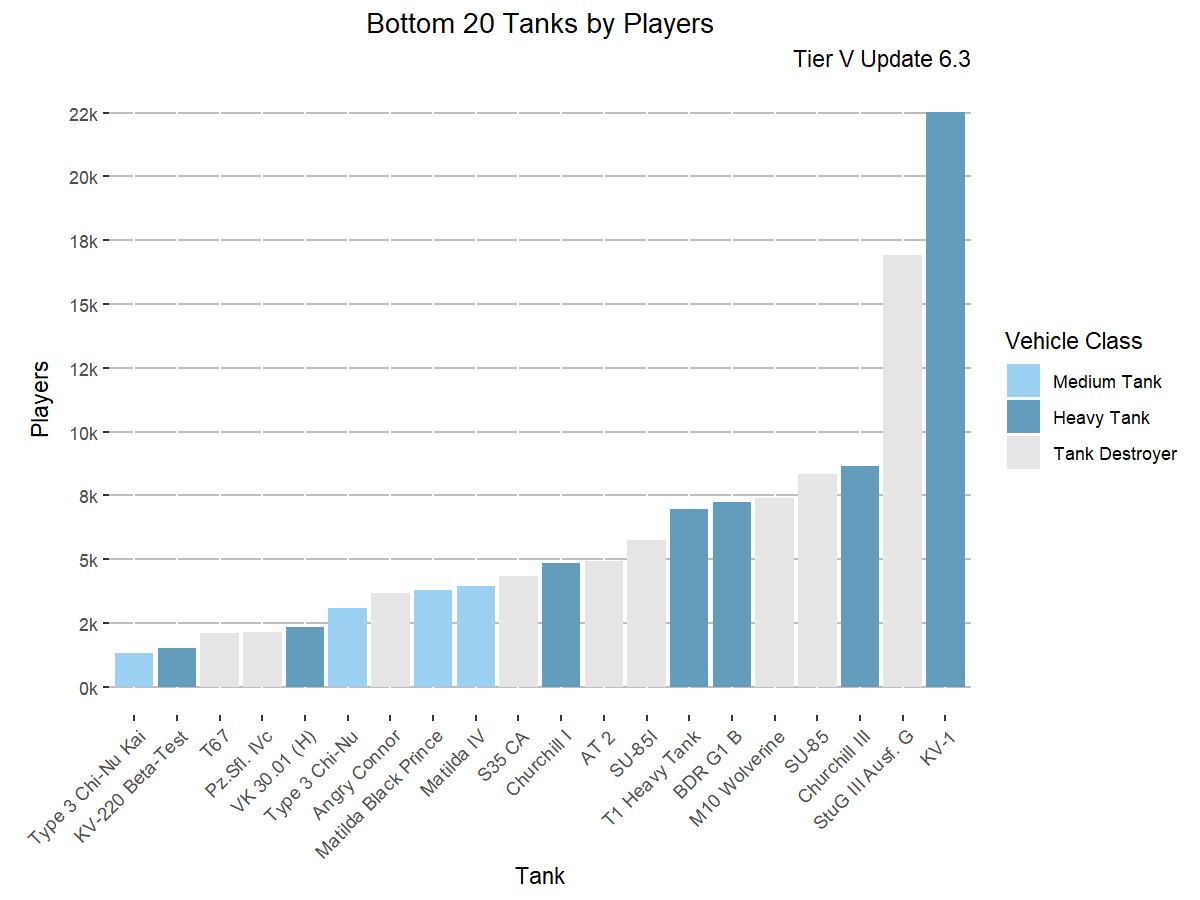 Bottom 20 Tanks by Players
Tier V Update 6.3
22k
20k
18k
15k
12k
10k
8k
5k
2k
0k
Players
Type 3 Chi-Nu Kai
KV-220 Beta-Test
T67
Pz.Sfl. IVc
VK 30.01 (H)
Type 3 Chi-Nu
Angry Connor
Matilda Black Prince
Matilda IV
S35 CA
Churchill I
AT 2
SU-85I
T1 Heavy Tank
BDR G1 B
M10 Wolverine
SU-85
Churchill III
StuG III Ausf. G
KV-1
Tank
Vehicle Class
Medium Tank
Heavy Tank
Tank Destroyer